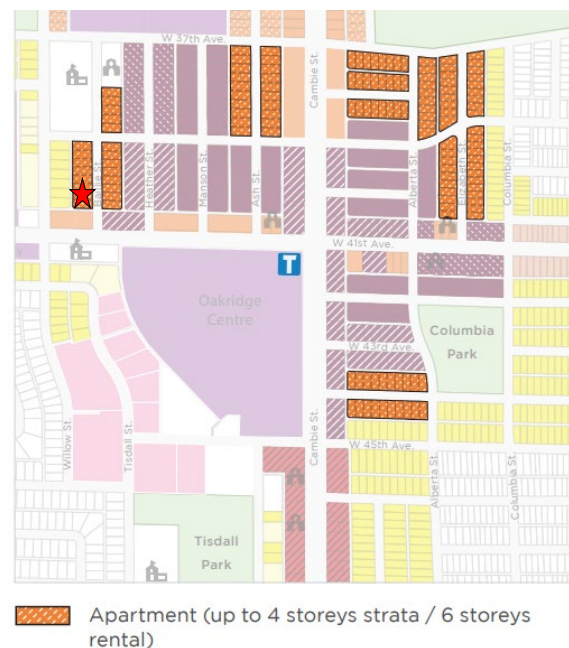 W 37th Ave.
Cambie St.
Heather St.
Manson St.
Ash St.
Alberta St.
Elizabeth St.
Columbia St.
W 41st Ave.
T
Oakridge
Centre
Columbia
Park
W 43rd Ave.
Willow St.
Tisdall St.
Cambie St.
W 45th Ave.
Alberta St.
Columbia St.
Tisdall
Park
Apartment (up to 4 storeys strata / 6 storeys
rental)